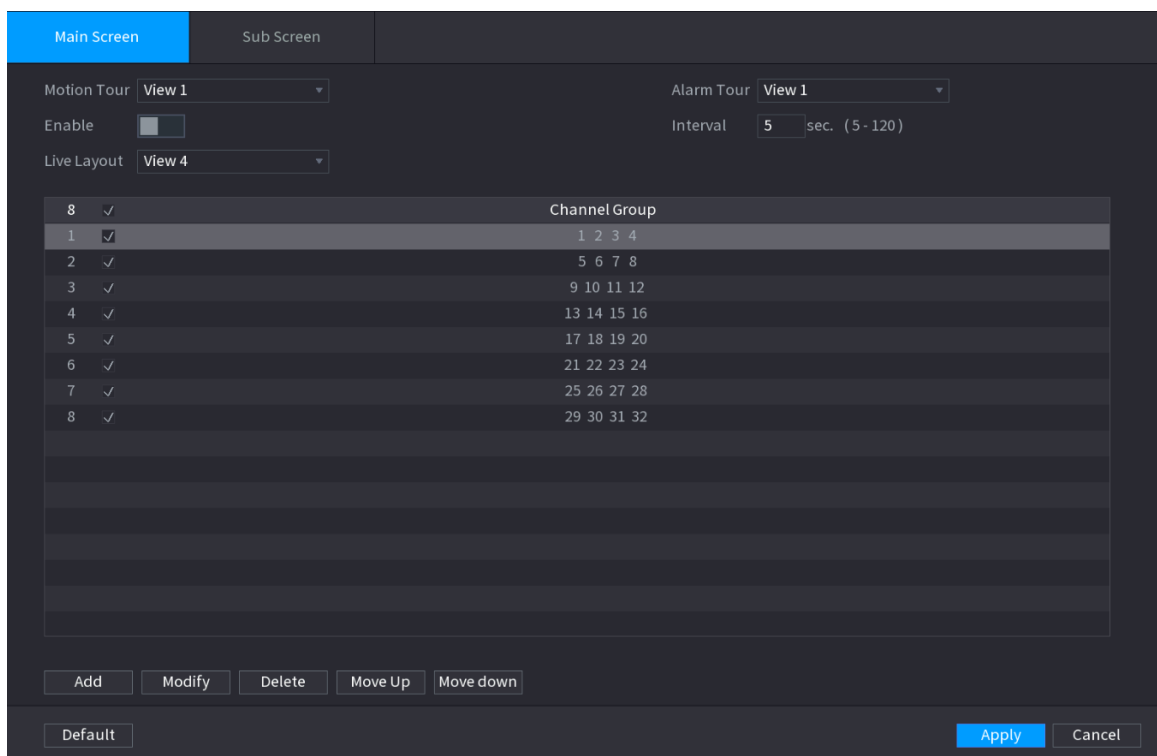 Main Screen Sub Screen
Motion Tour View 1 Alarm Tour View 1
Enable Interval 5 sec. (5-120)
Live Layout View 4
8 Channel Group
1 1 2 3 4
2 5 6 7 8
3 9 10 11 12
4 13 14 15 16
5 17 18 19 20
6 21 22 23 24
7 25 26 27 28
8 29 30 31 32
Add Modify Delete Move Up Move down
Default Apply Cancel